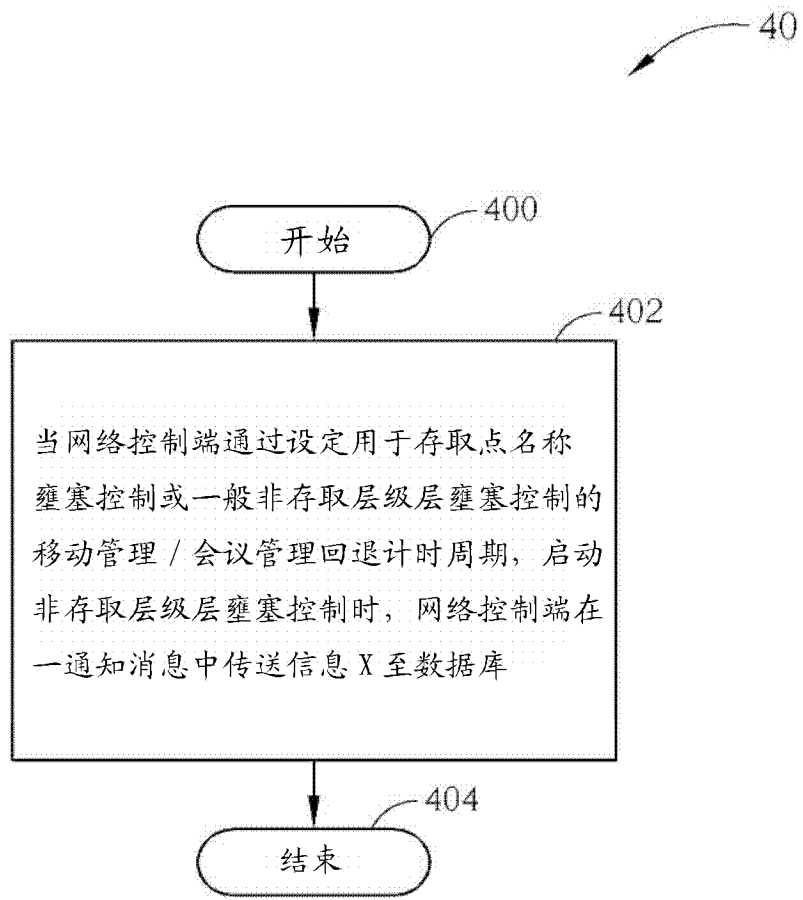 40
开始
400
402
当网络控制端通过设定用于存取点名称
壅塞控制或一般非存取层级层壅塞控制的
移动管理/会议管理回退计时周期，启动
非存取层级层壅塞控制时，网络控制端在
一通知消息中传送信息X至数据库
404
结束